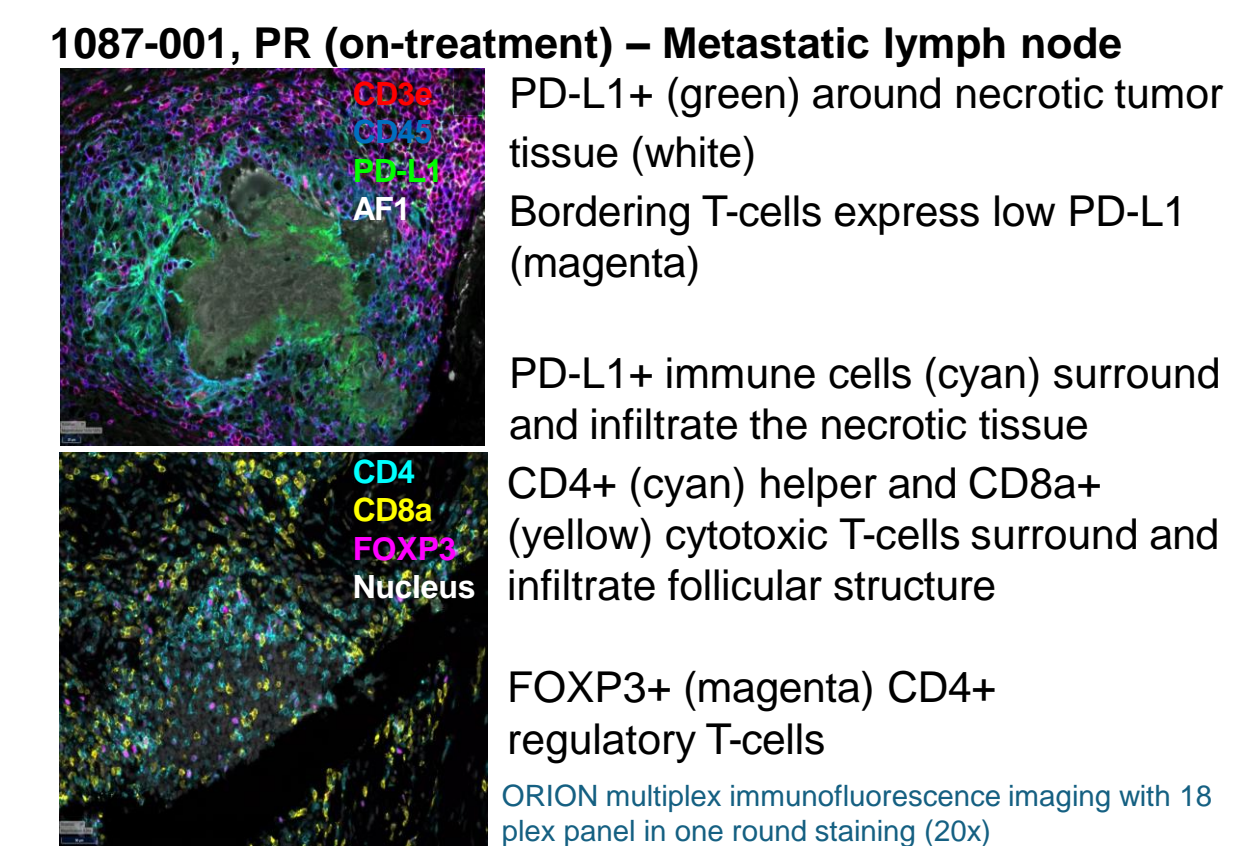 1087-001, PR (on-treatment) – Metastatic lymph node
CD3e
CD45
PD-L1
AF1
PD-L1+ (green) around necrotic tumor
tissue (white)
Bordering T-cells express low PD-L1
(magenta)
PD-L1+ immune cells (cyan) surround
and infiltrate the necrotic tissue
CD4
CD8a
FOXP3
Nucleus
CD4+ (cyan) helper and CD8a+
(yellow) cytotoxic T-cells surround and
infiltrate follicular structure
FOXP3+ (magenta) CD4+
regulatory T-cells
ORION multiplex immunofluorescence imaging with 18
plex panel in one round staining (20x)